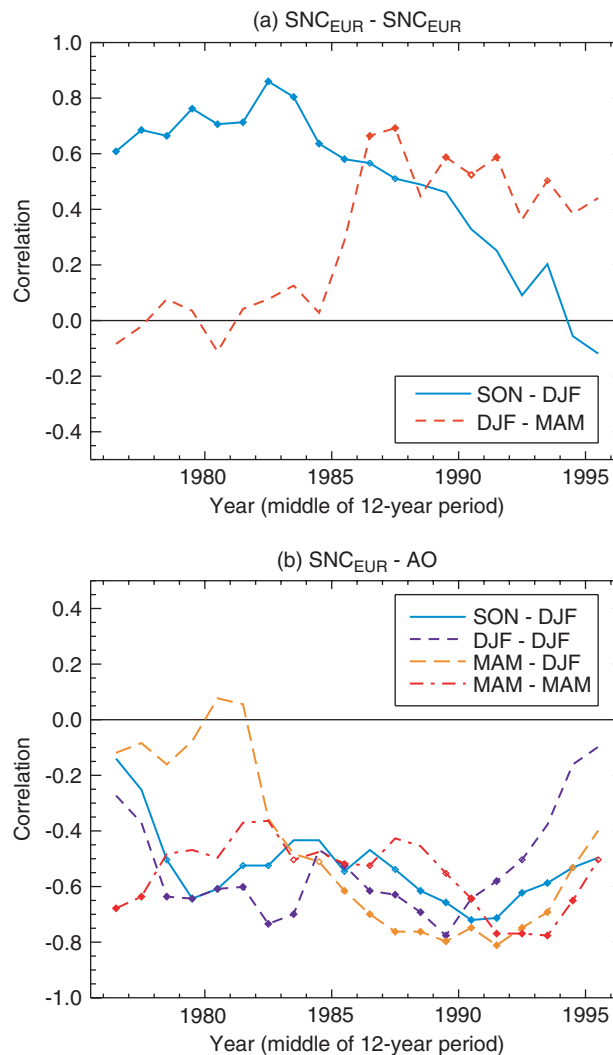 (a) SNC_EUR - SNC_EUR
1.0
0.8
0.6
0.4
0.2
0.0
-0.2
-0.4
Correlation
SON - DJF
DJF - MAM
1980 1985 1990 1995
Year (middle of 12-year period)
(b) SNC_EUR - AO
0.4
0.2
0.0
-0.2
-0.4
-0.6
-0.8
-1.0
Correlation
SON - DJF
DJF - DJF
MAM - DJF
MAM - MAM
1980 1985 1990 1995
Year (middle of 12-year period)